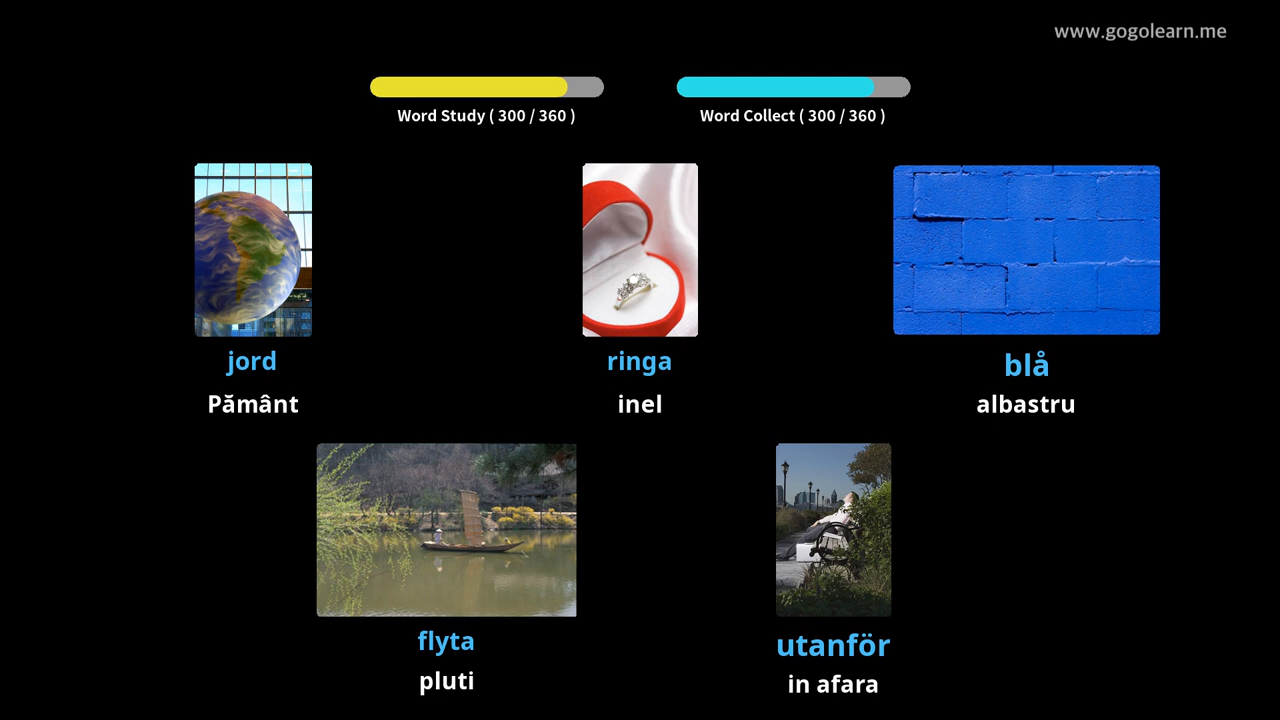 www.gogolearn.me
Word Study ( 300 / 360 )
Word Collect ( 300 / 360 )
jord
ringa
blå
Pământ
inel
albastru
flyta
utanför
pluti
in afara